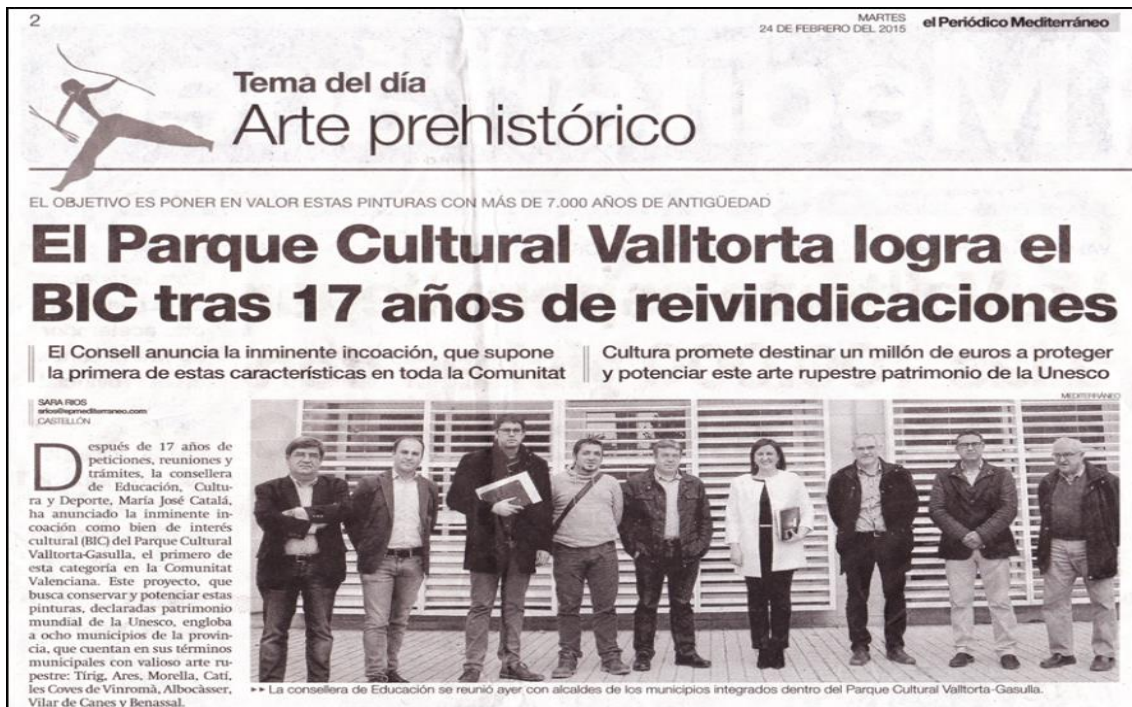 2
MARTES
24 DE FEBRERO DEL 2015
el Periódico Mediterráneo
Tema del día
Arte prehistórico
EL OBJETIVO ES PONER EN VALOR ESTAS PINTURAS CON MÁS DE 7.000 AÑOS DE ANTIGÜEDAD
El Parque Cultural Valltorta logra el
BIC tras 17 años de reivindicaciones
El Consell anuncia la inminente incoación, que supone
la primera de estas características en toda la Comunitat
Cultura promete destinar un millón de euros a proteger
y potenciar este arte rupestre patrimonio de la Unesco
SARA RIOS
srios@epmediterraneo.com
CASTELLÓN
MEDITERRÁNEO
Después de 17 años de
peticiones, reuniones y
trámites, la consellera
de Educación, Cultu-
ra y Deporte, María José Catalá,
ha anunciado la inminente in-
coación como bien de interés
cultural (BIC) del Parque Cultural
Valltorta-Gasulla, el primero de
esta categoría en la Comunitat
Valenciana. Este proyecto, que
busca conservar y potenciar estas
pinturas, declaradas patrimonio
mundial de la Unesco, engloba
a ocho municipios de la provin-
cia, que cuentan en sus términos
municipales con valioso arte ru-
pestre: Tírig, Ares, Morella, Catí,
les Coves de Vinromà, Albocàsser,
Vilar de Canes y Benassal.
▸▸ La consellera de Educación se reunió ayer con alcaldes de los municipios integrados dentro del Parque Cultural Valltorta-Gasulla.